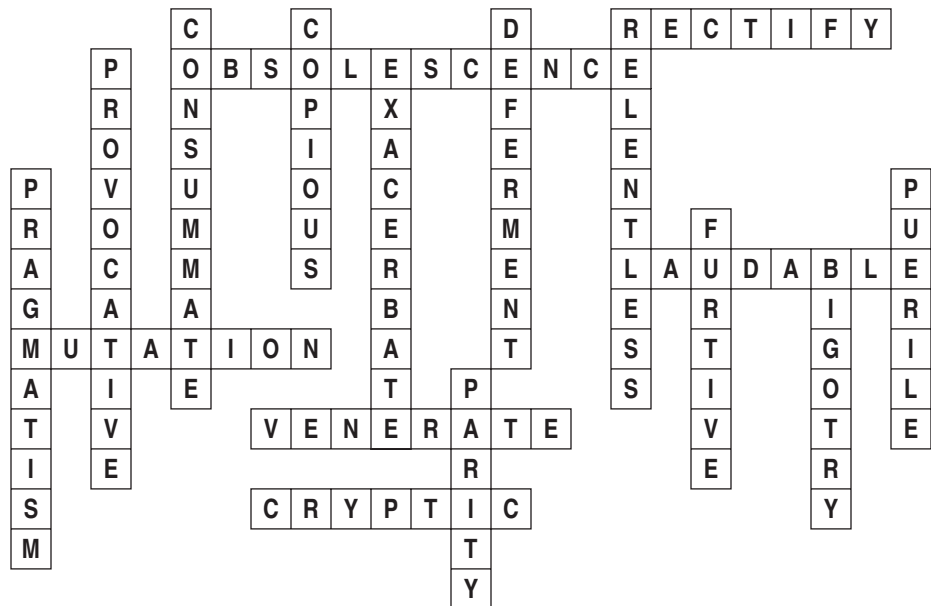 CONSUMMATE
COPIOUS
DEFERMENT
RELENTLESS
RECTIFY
PROVOCATIVE
OBSOLESCENCE
EXACERBATE
PRAGMATISM
PUERILE
FURTIVE
LAUDABLE
BIGOTRY
MUTATION
PARITY
VENERATE
CRYPTIC